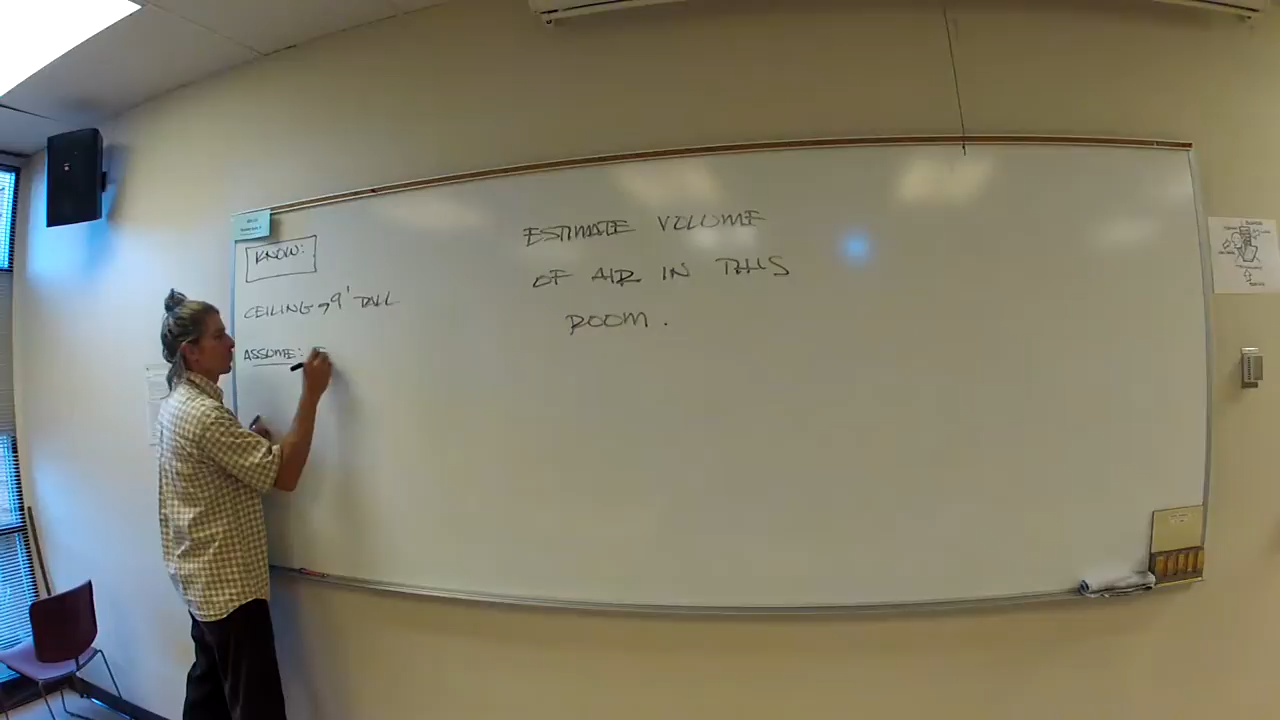 KNOW:
CEILING → 9' TALL
ASSUME:
ESTIMATE VOLUME
OF AIR IN THIS
ROOM.